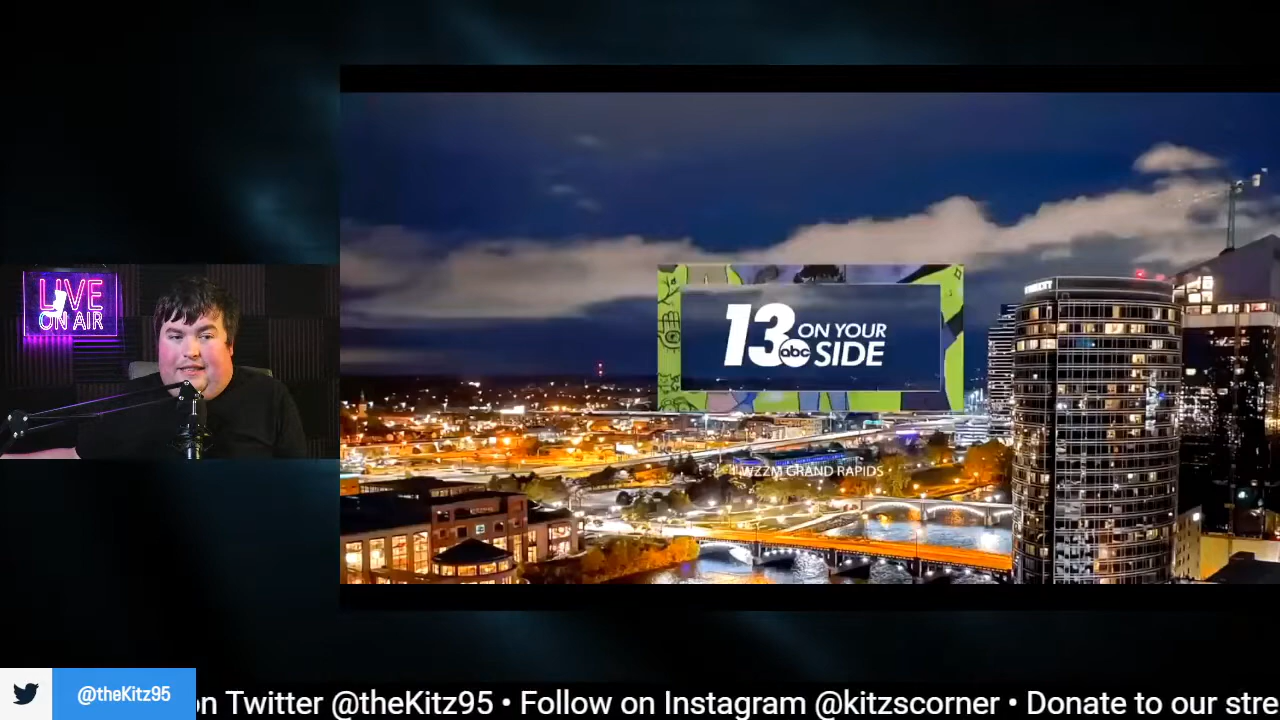 LIVE
ON AIR
13 ON YOUR
abc SIDE
WZZM GRAND RAPIDS
@theKitz95
on Twitter @theKitz95 • Follow on Instagram @kitzscorner • Donate to our stre